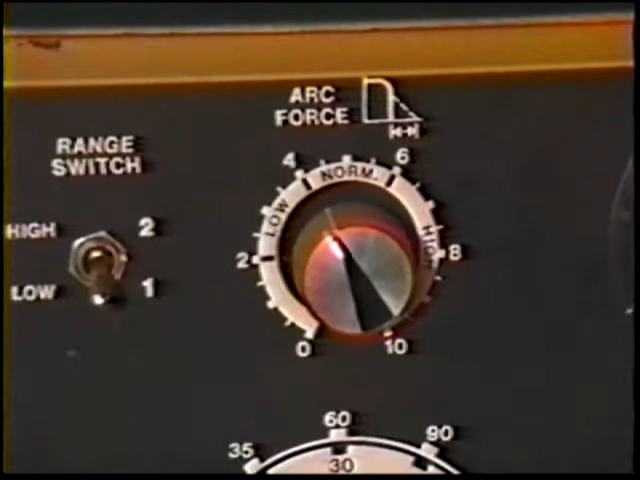 ARC
FORCE
RANGE
SWITCH
HIGH 2
LOW 1
0
2
4
6
8
10
LOW
NORM.
HIGH
35
60
90
30